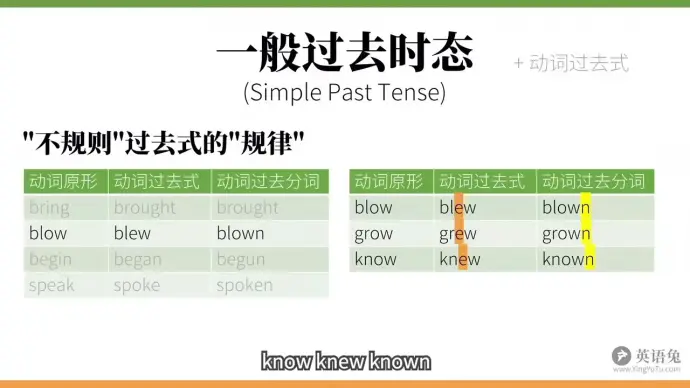 一般过去时态
+ 动词过去式
(Simple Past Tense)
"不规则"过去式的"规律"
动词原形 动词过去式 动词过去分词
bring brought brought
blow blew blown
begin began begun
speak spoke spoken
动词原形 动词过去式 动词过去分词
blow blew blown
grow grew grown
know knew known
know knew known
英语兔
www.YingYuTu.com